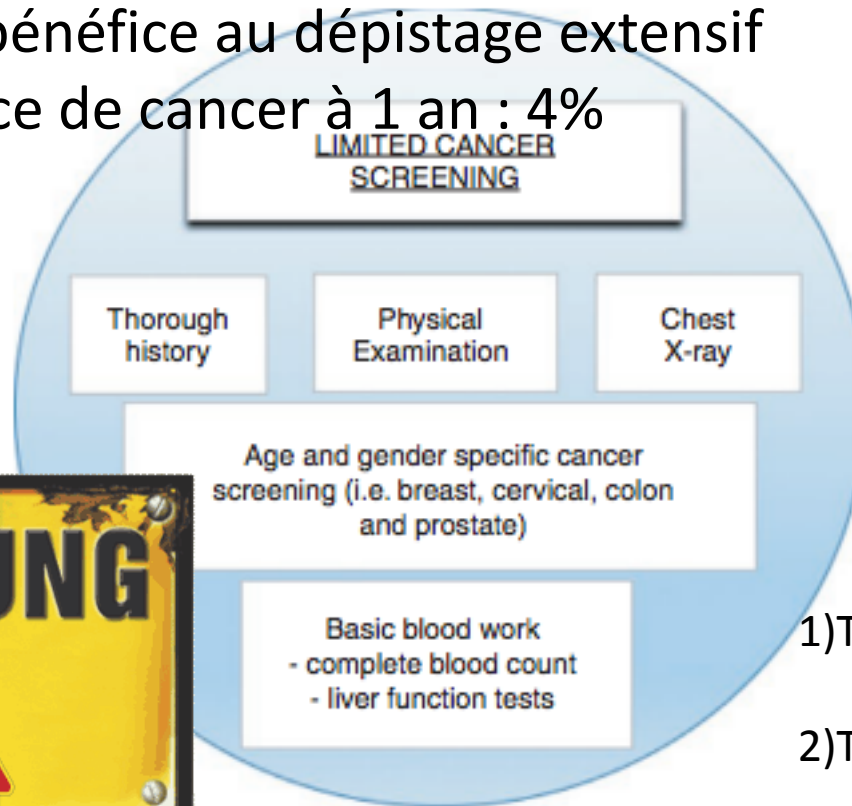 bénéfice au dépistage extensif
ce de cancer à 1 an : 4%
LIMITED CANCER
SCREENING
Thorough
history
Physical
Examination
Chest
X-ray
Age and gender specific cancer
screening (i.e. breast, cervical, colon
and prostate)
UNG
Basic blood work
- complete blood count
- liver function tests
1)T
2)T